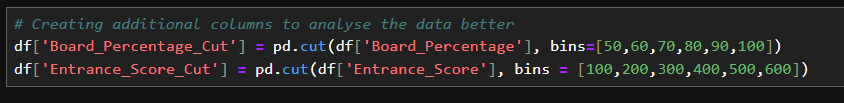 # Creating additional columns to analyse the data better
df['Board_Percentage_Cut'] = pd.cut(df['Board_Percentage'], bins=[50,60,70,80,90,100])
df['Entrance_Score_Cut'] = pd.cut(df['Entrance_Score'], bins = [100,200,300,400,500,600])